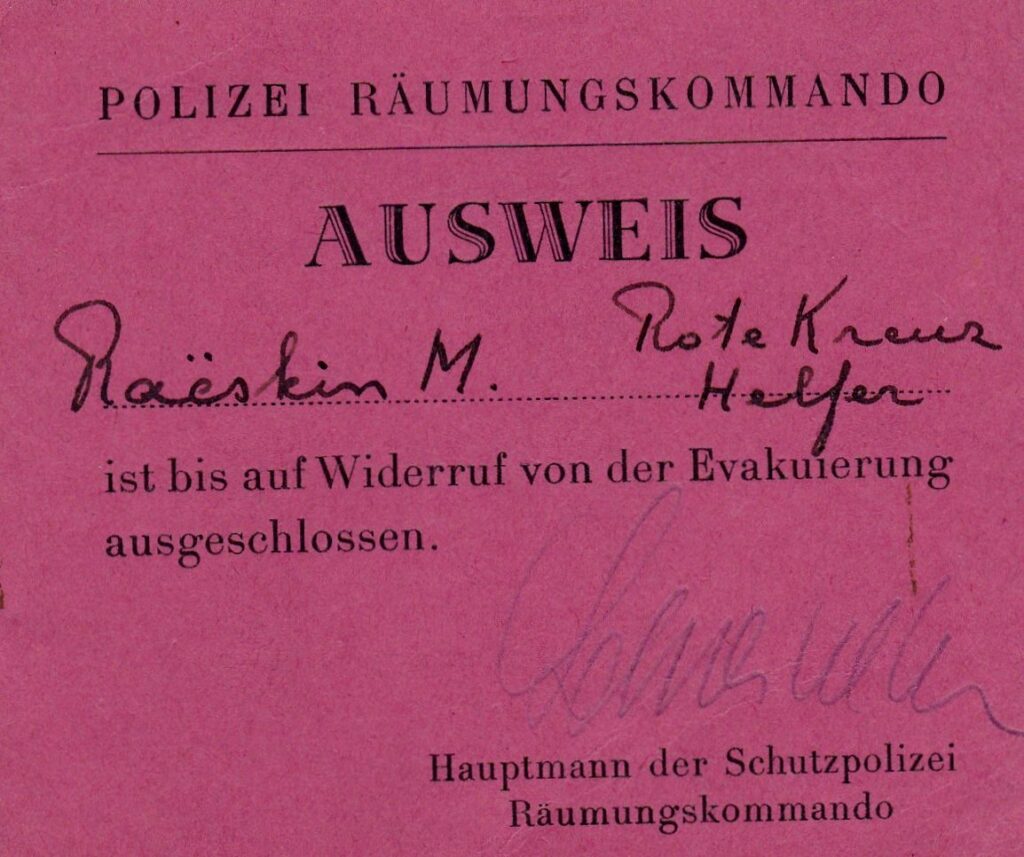 POLIZEI RÄUMUNGSKOMMANDO
AUSWEIS
Raëskin M. Rote Kreuz
Helfer
ist bis auf Widerruf von der Evakuierung
ausgeschlossen.
Hauptmann der Schutzpolizei
Räumungskommando